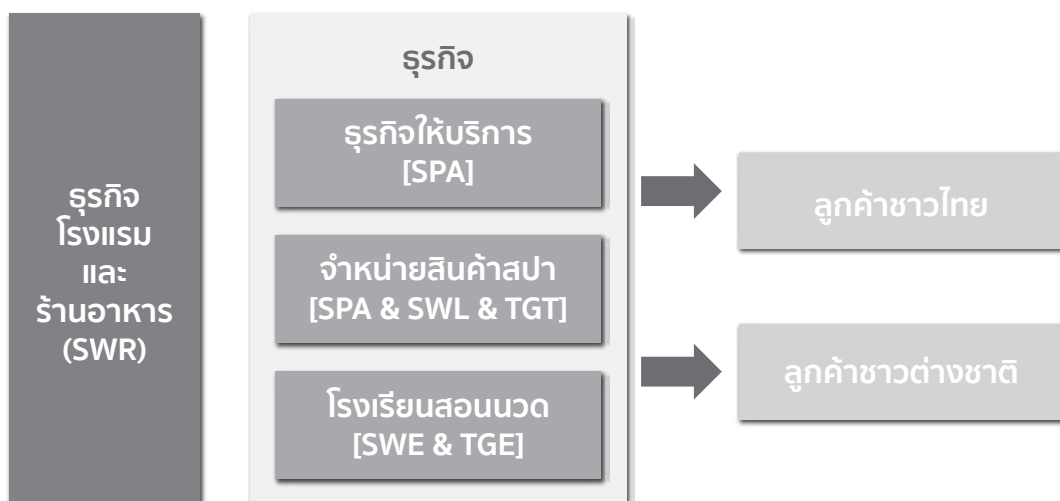 ธุรกิจ
โรงแรม
และ
ร้านอาหาร
(SWR)
ธุรกิจ
ธุรกิจให้บริการ
[SPA]
จำหน่ายสินค้าสปา
[SPA & SWL & TGT]
โรงเรียนสอนนวด
[SWE & TGE]
ลูกค้าชาวไทย
ลูกค้าชาวต่างชาติ